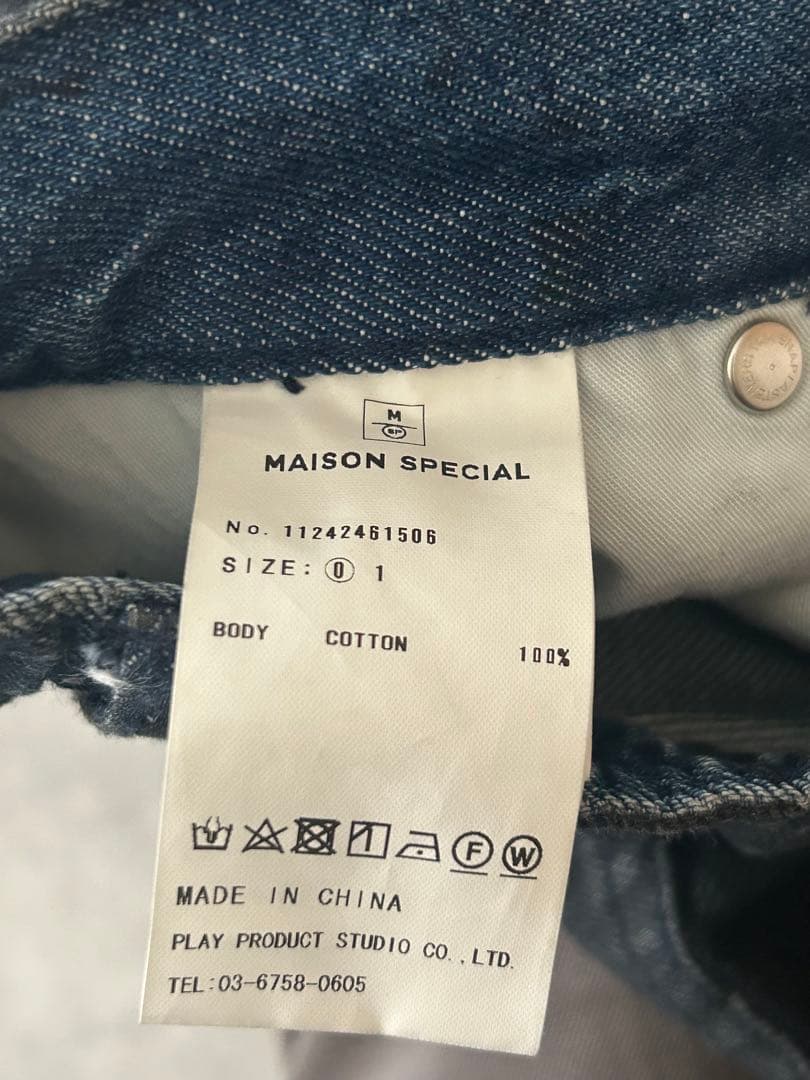 M
SP
MAISON SPECIAL
No. 11242461506
SIZE: 0 1
BODY COTTON 100%
F W
MADE IN CHINA
PLAY PRODUCT STUDIO CO.,LTD.
TEL:03-6758-0605